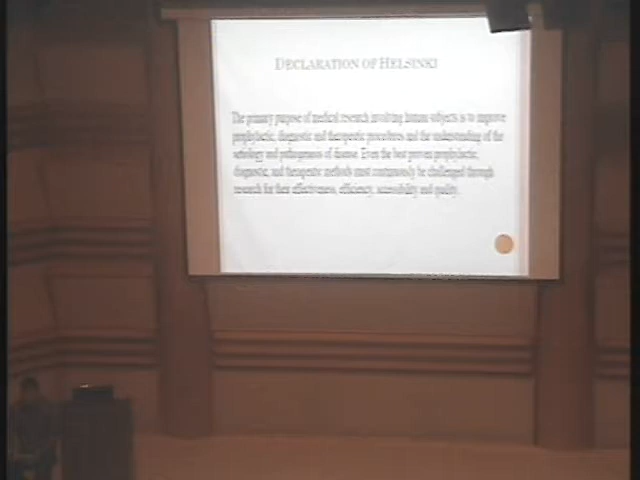 DECLARATION OF HELSINKI
The primary purpose of medical research involving human subjects is to improve
prophylactic, diagnostic and therapeutic procedures and the understanding of the
aetiology and pathogenesis of disease. Even the best proven prophylactic,
diagnostic, and therapeutic methods must continuously be challenged through
research for their effectiveness, efficiency, accessibility and quality.